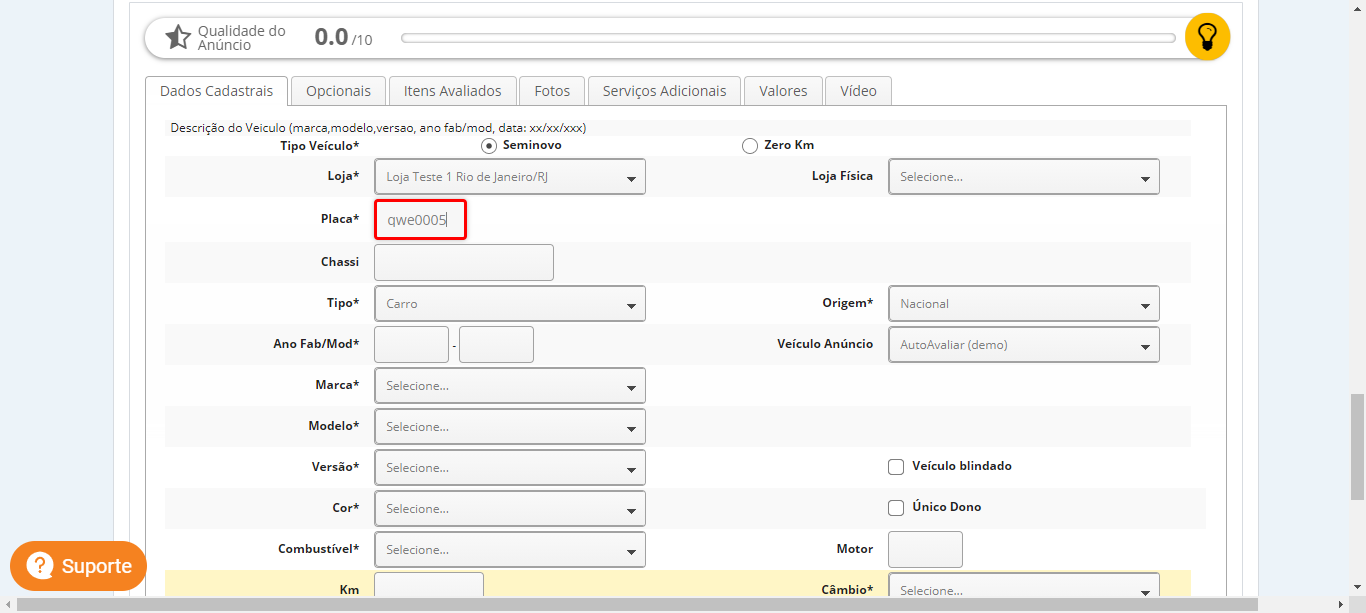 Qualidade do
Anúncio
0.0 /10
Dados Cadastrais Opcionais Itens Avaliados Fotos Serviços Adicionais Valores Vídeo
Descrição do Veiculo (marca,modelo,versao, ano fab/mod, data: xx/xx/xxx)
Tipo Veículo* Seminovo Zero Km
Loja* Loja Teste 1 Rio de Janeiro/RJ Loja Física Selecione...
Placa* qwe0005
Chassi
Tipo* Carro Origem* Nacional
Ano Fab/Mod* - Veículo Anúncio AutoAvaliar (demo)
Marca* Selecione...
Modelo* Selecione...
Versão* Selecione... Veículo blindado
Cor* Selecione... Único Dono
Combustível* Selecione... Motor
Km Câmbio* Selecione...
? Suporte